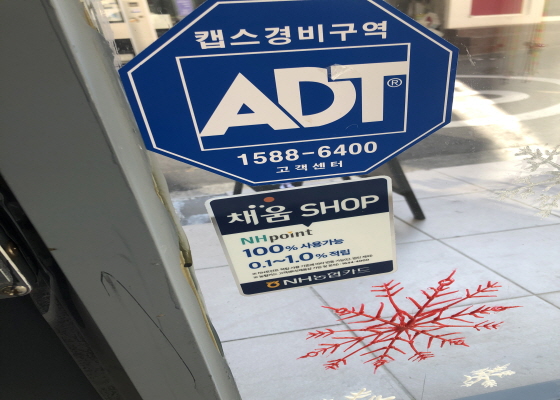 캡스경비구역
ADT®
1588-6400
고객센터
채움 SHOP
NHpoint
100% 사용가능
0.1~1.0% 적립
NH농협카드